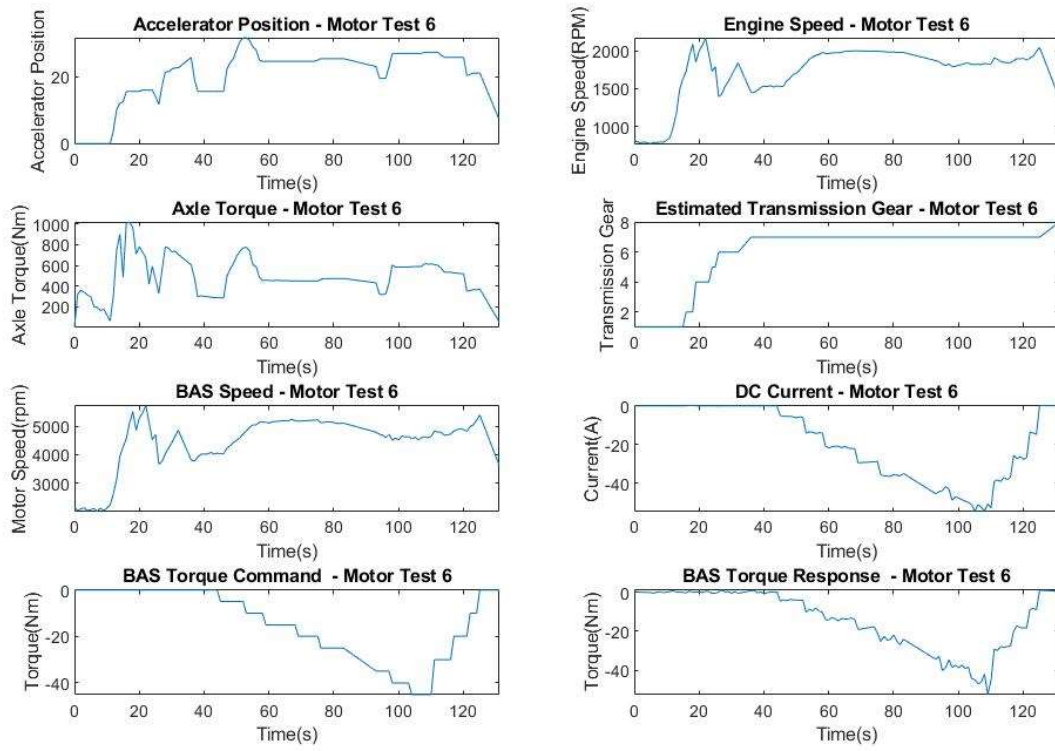 Accelerator Position - Motor Test 6
Accelerator Position
20
0
0 20 40 60 80 100 120
Time(s)
Engine Speed - Motor Test 6
Engine Speed(RPM)
2000
1500
1000
0 20 40 60 80 100 120
Time(s)
Axle Torque - Motor Test 6
Axle Torque(Nm)
1000
800
600
400
200
0 20 40 60 80 100 120
Time(s)
Estimated Transmission Gear - Motor Test 6
Transmission Gear
8
6
4
2
0 20 40 60 80 100 120
Time(s)
BAS Speed - Motor Test 6
Motor Speed(rpm)
5000
4000
3000
0 20 40 60 80 100 120
Time(s)
DC Current - Motor Test 6
Current(A)
0
-20
-40
0 20 40 60 80 100 120
Time(s)
BAS Torque Command - Motor Test 6
Torque(Nm)
0
-20
-40
0 20 40 60 80 100 120
Time(s)
BAS Torque Response - Motor Test 6
Torque(Nm)
0
-20
-40
0 20 40 60 80 100 120
Time(s)